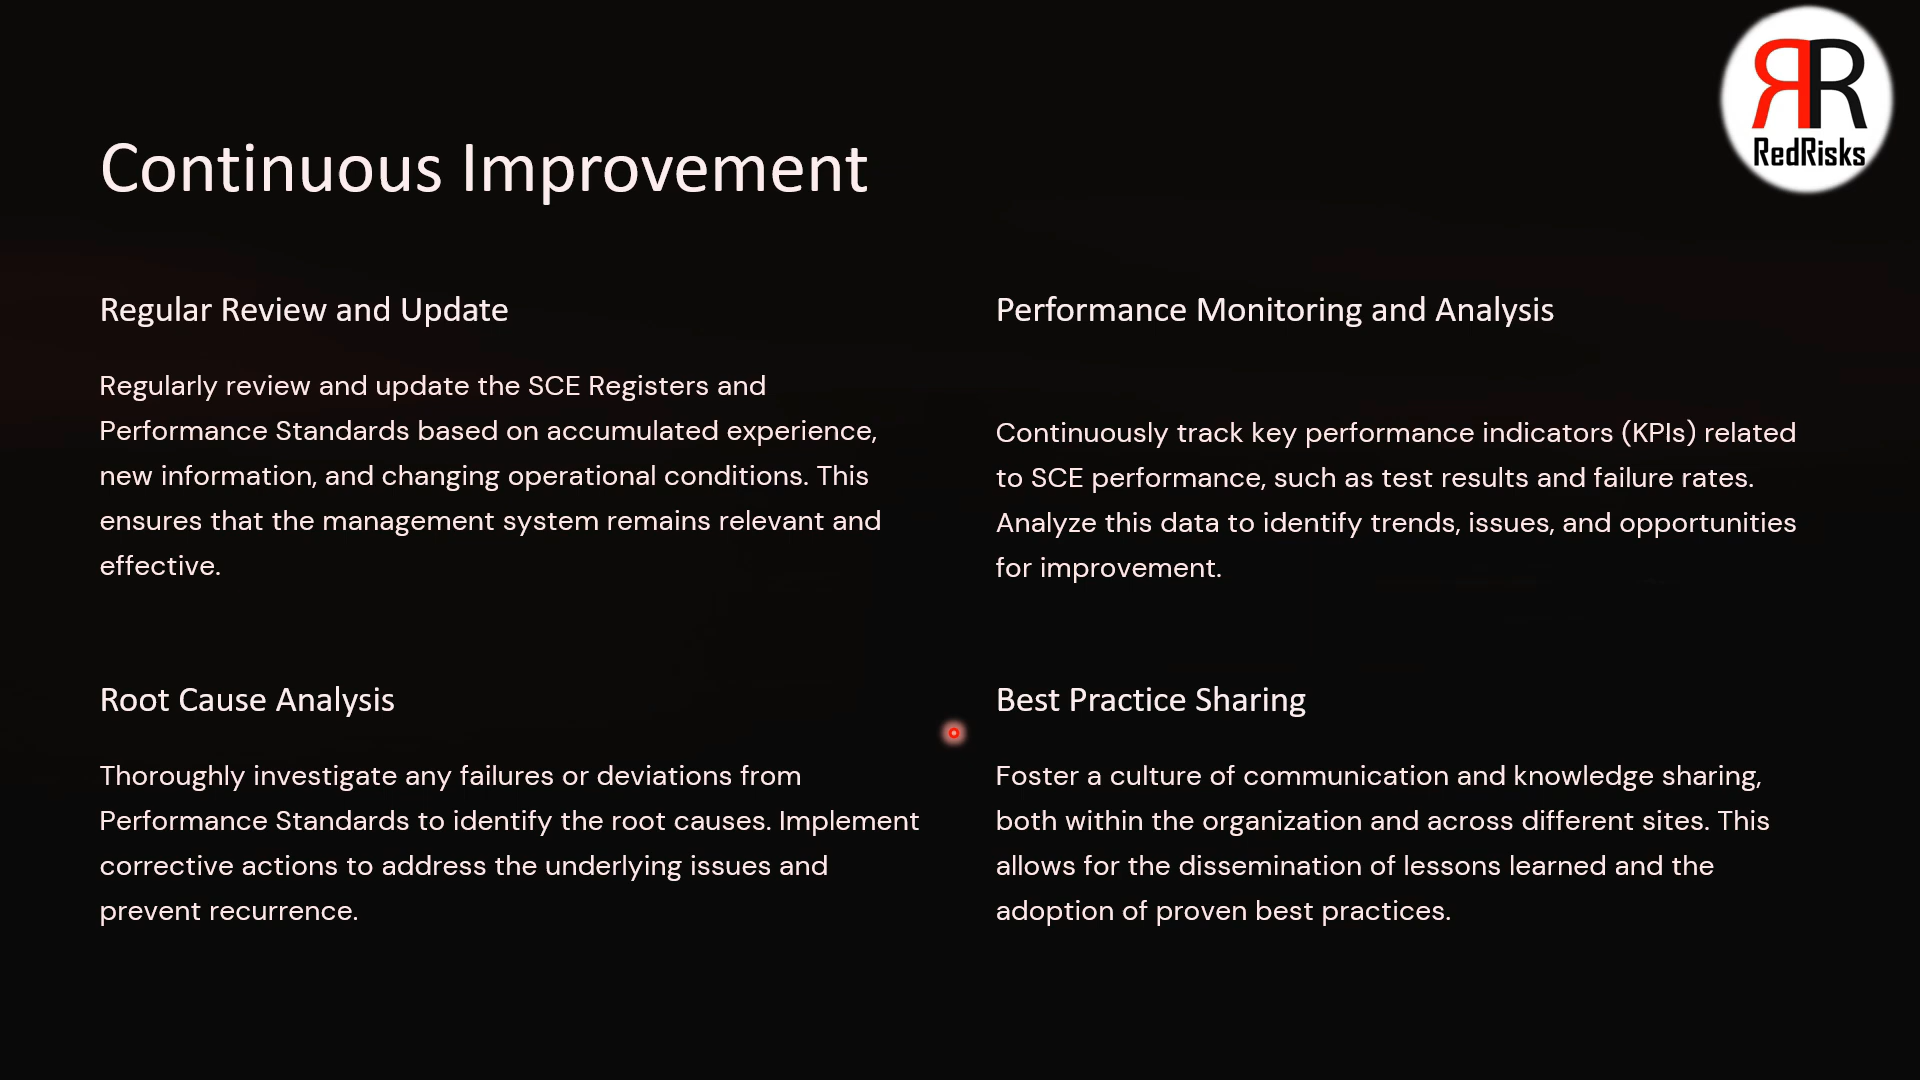 RR
RedRisks
Continuous Improvement
Regular Review and Update
Regularly review and update the SCE Registers and
Performance Standards based on accumulated experience,
new information, and changing operational conditions. This
ensures that the management system remains relevant and
effective.
Performance Monitoring and Analysis
Continuously track key performance indicators (KPIs) related
to SCE performance, such as test results and failure rates.
Analyze this data to identify trends, issues, and opportunities
for improvement.
Root Cause Analysis
Thoroughly investigate any failures or deviations from
Performance Standards to identify the root causes. Implement
corrective actions to address the underlying issues and
prevent recurrence.
Best Practice Sharing
Foster a culture of communication and knowledge sharing,
both within the organization and across different sites. This
allows for the dissemination of lessons learned and the
adoption of proven best practices.